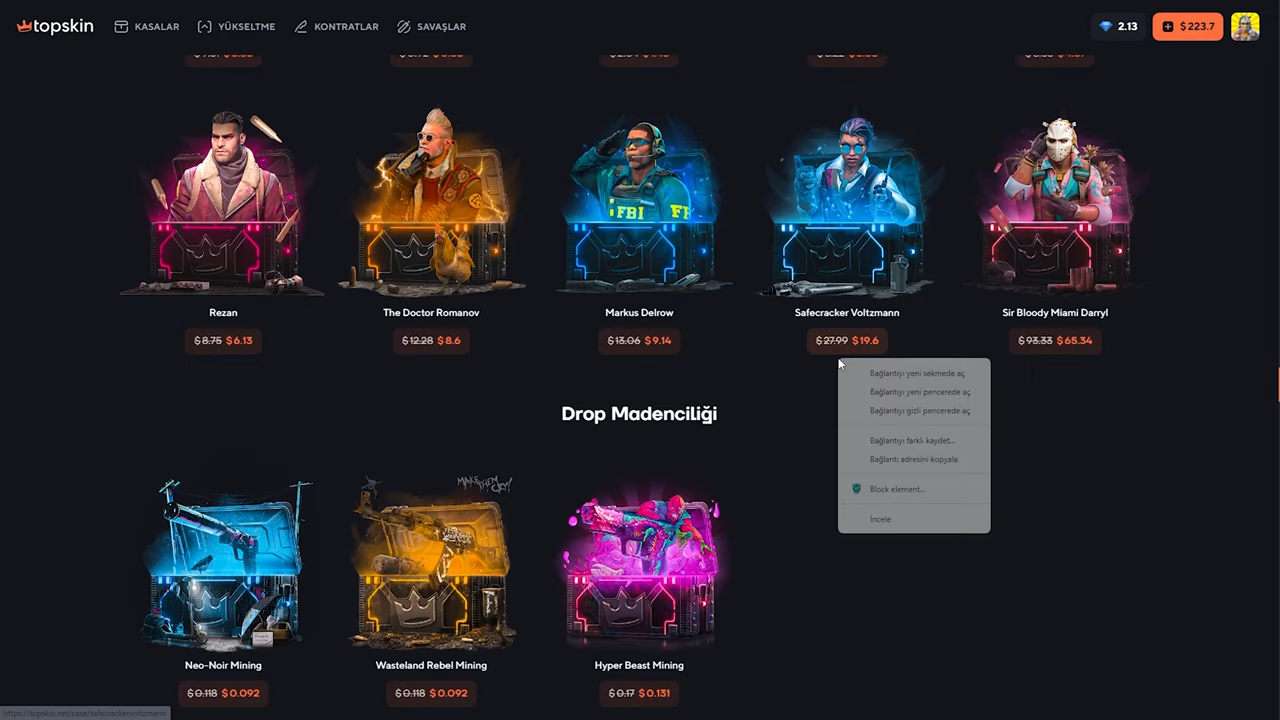 topskin
KASALAR
YÜKSELTME
KONTRATLAR
SAVAŞLAR
2.13
$ 223.7
FBI
Rezan
The Doctor Romanov
Markus Delrow
Safecracker Voltzmann
Sir Bloody Miami Darryl
$ 8.75 $ 6.13
$ 12.28 $ 8.6
$ 13.06 $ 9.14
$ 27.99 $ 19.6
$ 93.33 $ 65.34
Bağlantıyı yeni sekmede aç
Bağlantıyı yeni pencerede aç
Bağlantıyı gizli pencerede aç
Bağlantıyı farklı kaydet...
Bağlantı adresini kopyala
Block element...
İncele
Drop Madenciliği
MAKE THEM CRY!
Neo-Noir Mining
Wasteland Rebel Mining
Hyper Beast Mining
$ 0.118 $ 0.092
$ 0.118 $ 0.092
$ 0.17 $ 0.131
https://topskin.net/case/safecrackervoltzmann